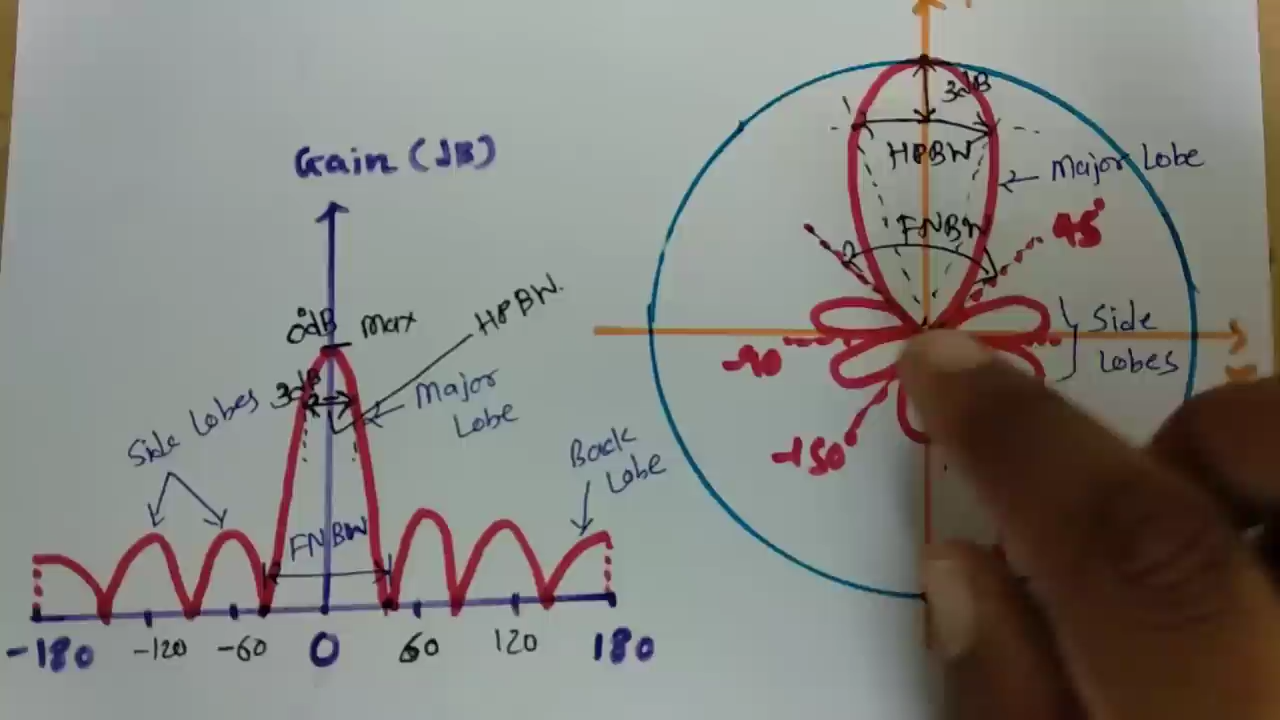 Gain (dB)
0dB
Max
HPBW
3dB
Major
Lobe
Side Lobes
Back
Lobe
FNBW
-180
-120
-60
0
60
120
180
3dB
HPBW
Major Lobe
FNBW
45°
Side
Lobes
-90
-150